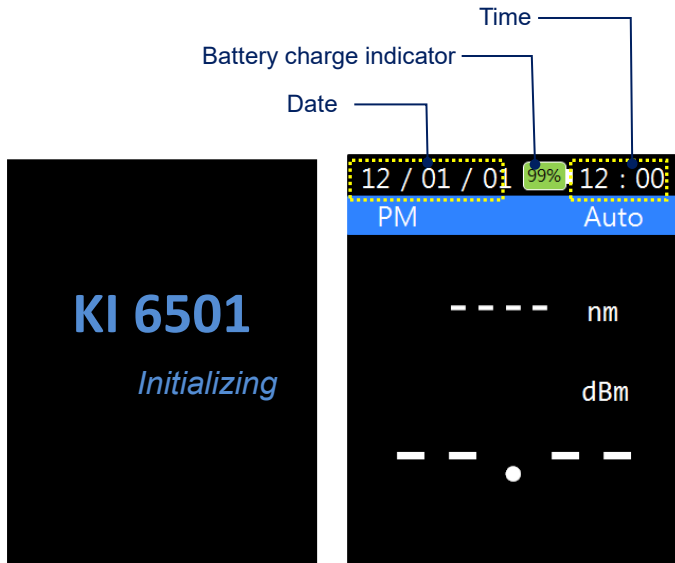 Time
Battery charge indicator
Date
KI 6501
Initializing
12 / 01 / 01 99% 12 : 00
PM Auto
---- nm
dBm
-- . --